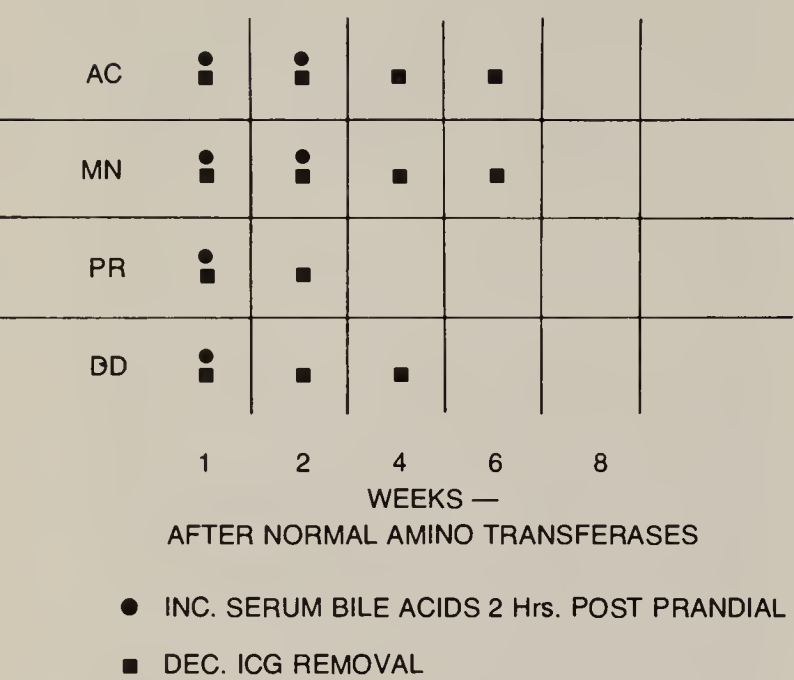 AC
MN
PR
DD
1 2 4 6 8
WEEKS —
AFTER NORMAL AMINO TRANSFERASES
● INC. SERUM BILE ACIDS 2 Hrs. POST PRANDIAL
■ DEC. ICG REMOVAL